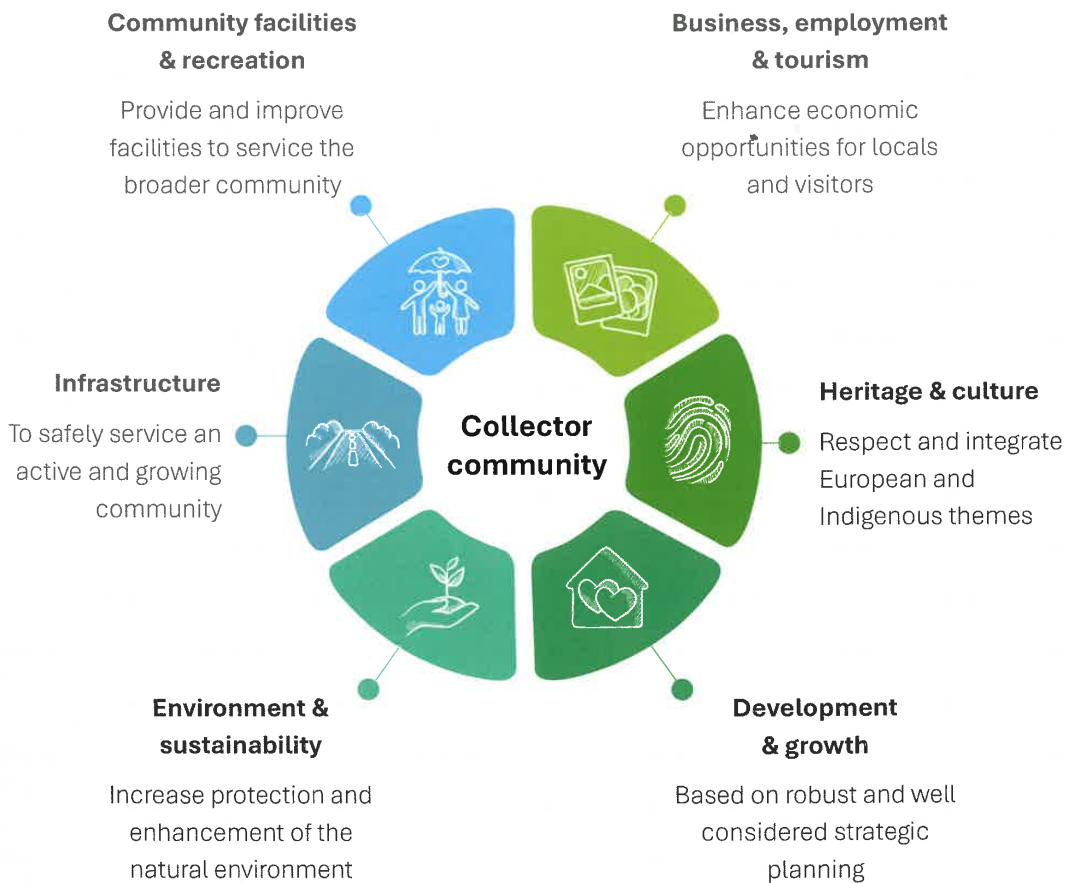 Community facilities
& recreation
Provide and improve
facilities to service the
broader community
Business, employment
& tourism
Enhance economic
opportunities for locals
and visitors
Infrastructure
To safely service an
active and growing
community
Collector
community
Heritage & culture
Respect and integrate
European and
Indigenous themes
Environment &
sustainability
Increase protection and
enhancement of the
natural environment
Development
& growth
Based on robust and well
considered strategic
planning